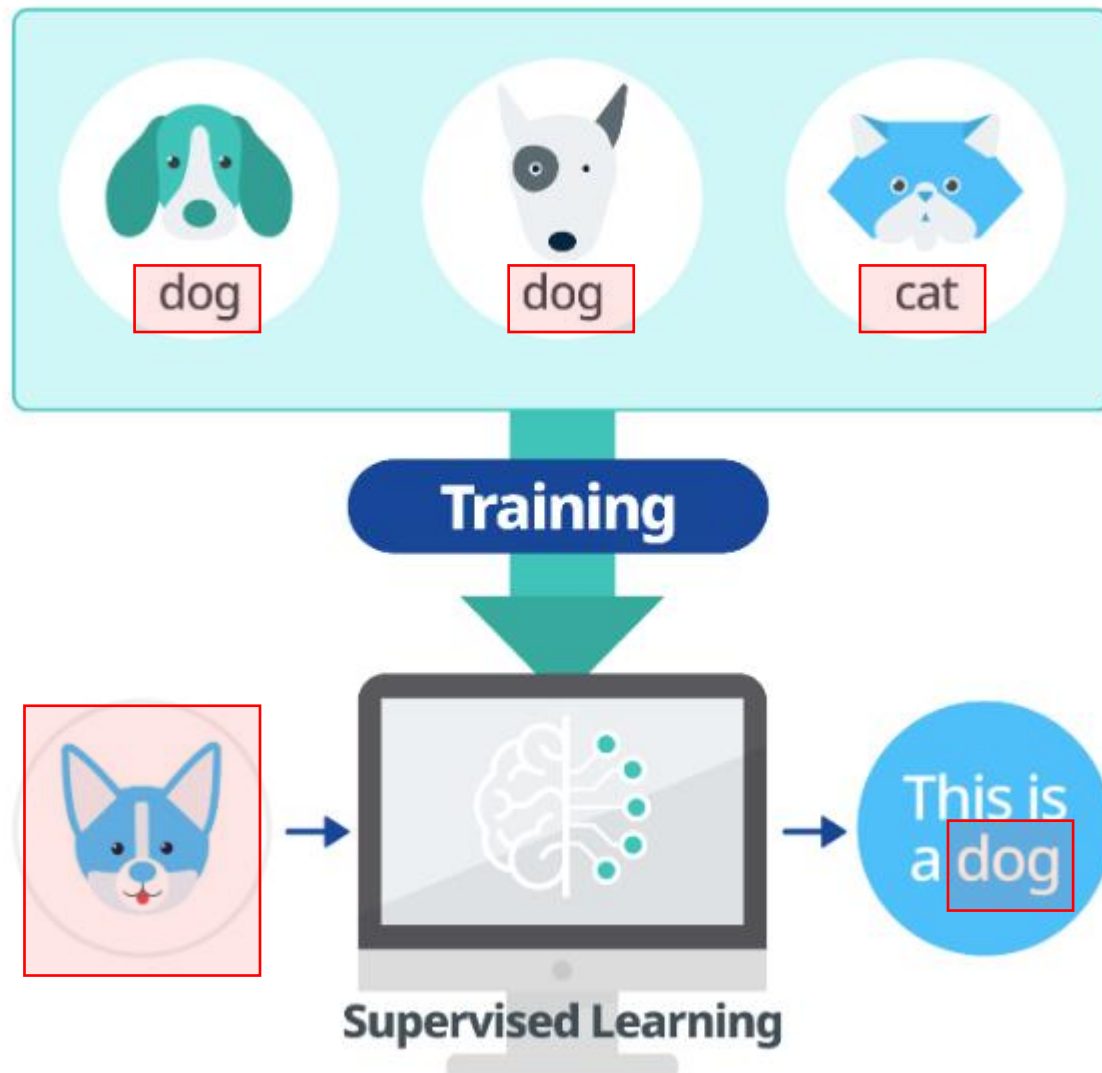 dog
dog
cat
Training
This is
a dog
Supervised Learning